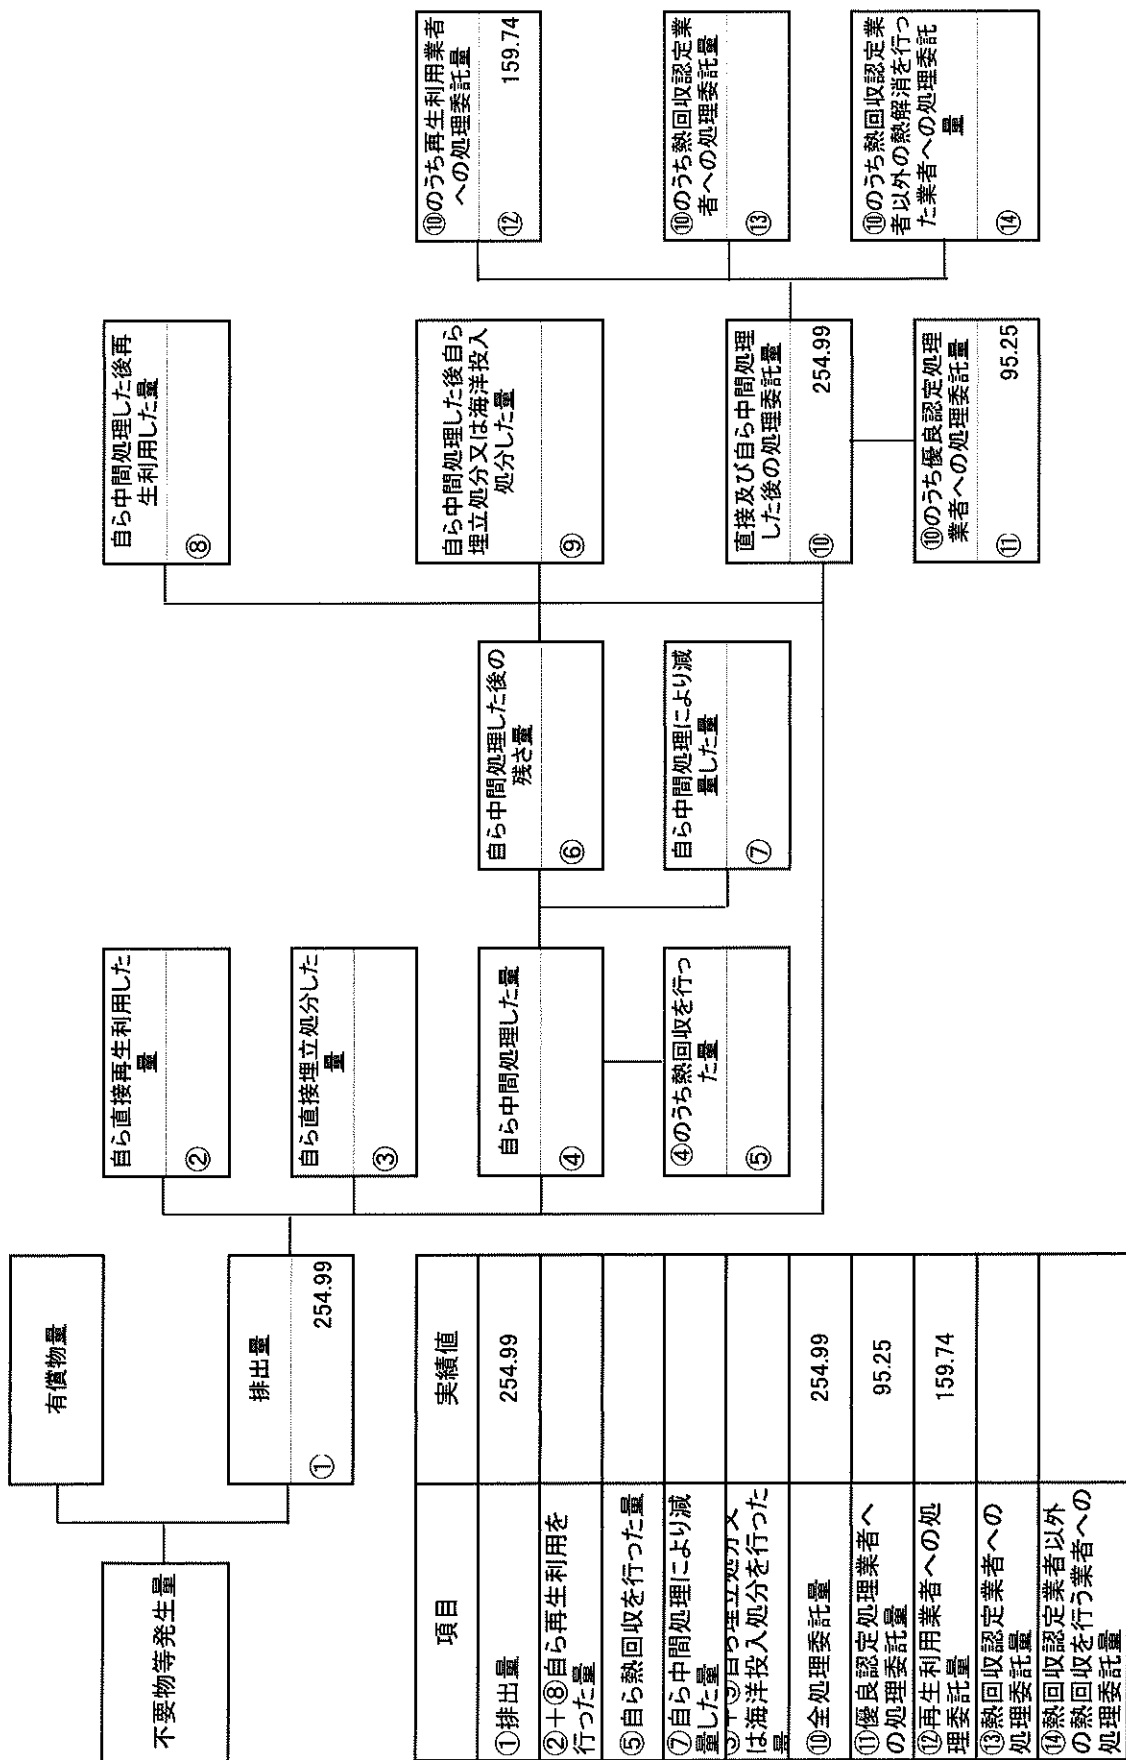 不要物等発生量
有償物量
排出量
① 254.99
自ら直接再生利用した
量
②
自ら直接埋立処分した
量
③
自ら中間処理した量
④
④のうち熱回収を行っ
た量
⑤
自ら中間処理した後の
残さ量
⑥
自ら中間処理により減
量した量
⑦
自ら中間処理した後再
生利用した量
⑧
自ら中間処理した後自ら
埋立処分又は海洋投入
処分した量
⑨
直接及び自ら中間処理
した後の処理委託量
⑩ 254.99
⑩のうち優良認定処理
業者への処理委託量
⑪ 95.25
⑩のうち再生利用業者
への処理委託量
⑫ 159.74
⑩のうち熱回収認定業
者への処理委託量
⑬
⑩のうち熱回収認定業
者以外の熱解消を行っ
た業者への処理委託
量
⑭
項目 実績値
①排出量 254.99
②+⑧自ら再生利用を
行った量
⑤自ら熱回収を行った量
⑦自ら中間処理により減
量した量
③+⑨自ら埋立処分又
は海洋投入処分を行った
量
⑩全処理委託量 254.99
⑪優良認定処理業者へ
の処理委託量 95.25
⑫再生利用業者への処
理委託量 159.74
⑬熱回収認定業者への
処理委託量
⑭熱回収認定業者以外
の熱回収を行う業者への
処理委託量